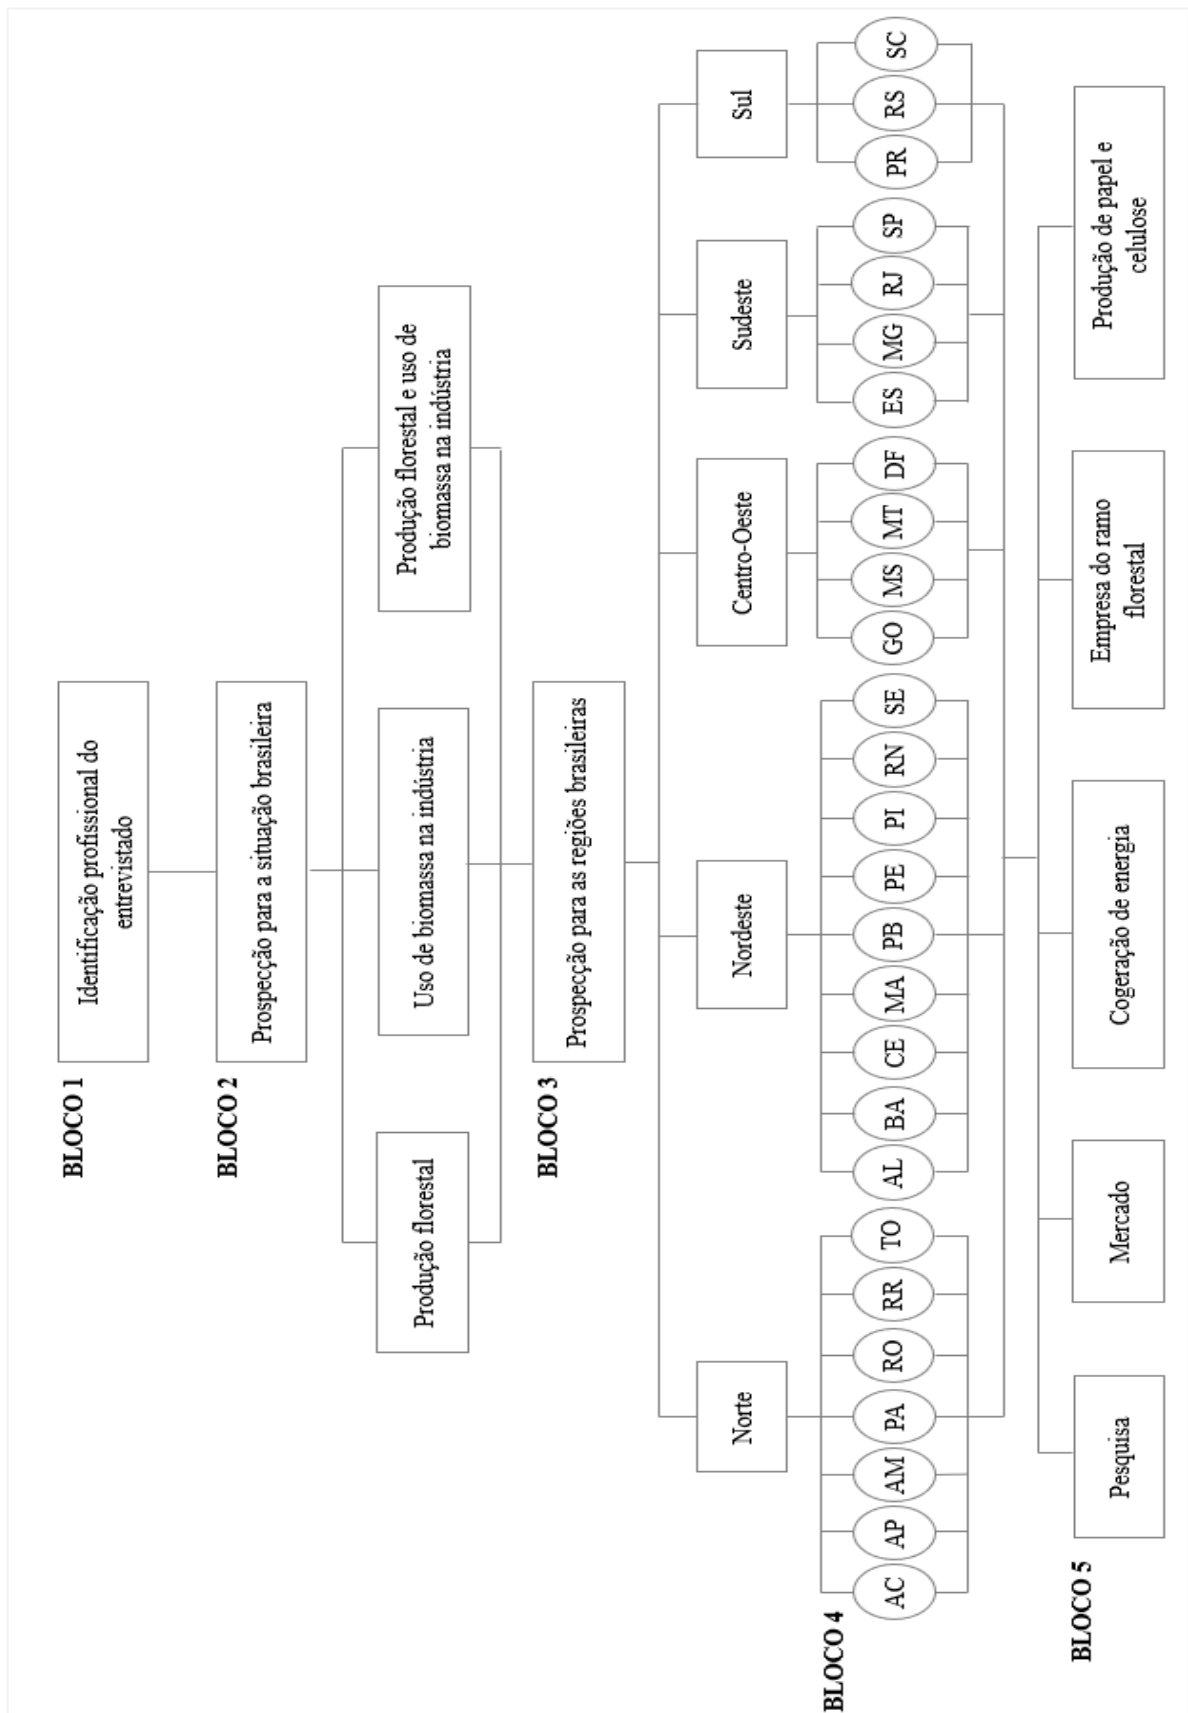 BLOCO 1
Identificação profissional do
entrevistado
BLOCO 2
Prospecção para a situação brasileira
Produção florestal
Uso de biomassa na indústria
Produção florestal e uso de
biomassa na indústria
BLOCO 3
Prospecção para as regiões brasileiras
Norte
Nordeste
Centro-Oeste
Sudeste
Sul
BLOCO 4
AC
AP
AM
PA
RO
RR
TO
AL
BA
CE
MA
PB
PE
PI
RN
SE
GO
MS
MT
DF
ES
MG
RJ
SP
PR
RS
SC
BLOCO 5
Pesquisa
Mercado
Cogeração de energia
Empresa do ramo
florestal
Produção de papel e
celulose